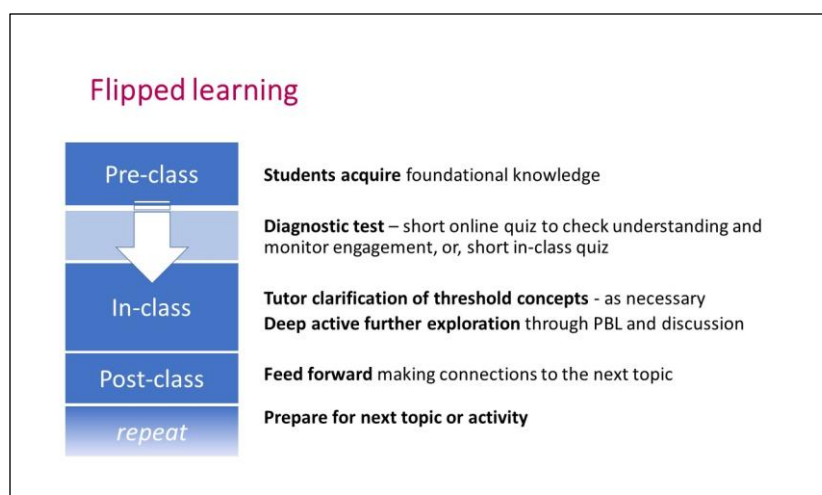 Flipped learning
Pre-class
Students acquire foundational knowledge
Diagnostic test – short online quiz to check understanding and
monitor engagement, or, short in-class quiz
In-class
Tutor clarification of threshold concepts - as necessary
Deep active further exploration through PBL and discussion
Post-class
Feed forward making connections to the next topic
repeat
Prepare for next topic or activity